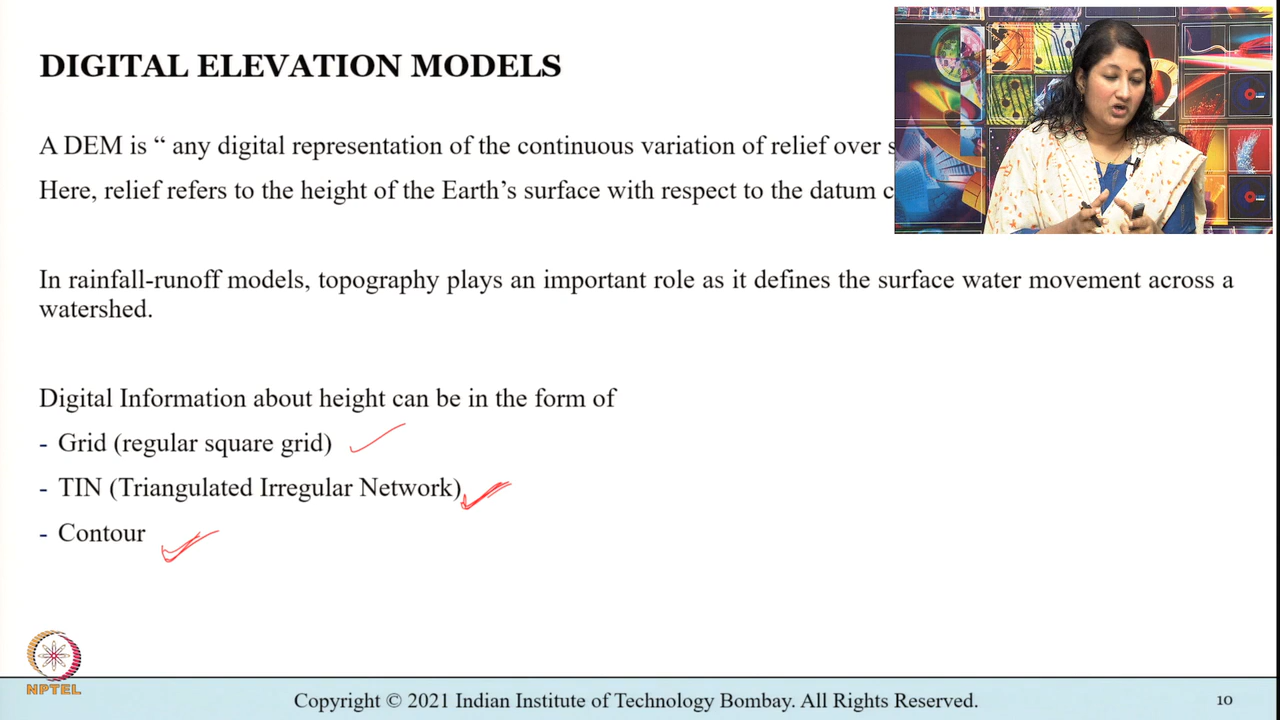 DIGITAL ELEVATION MODELS
A DEM is “ any digital representation of the continuous variation of relief over
Here, relief refers to the height of the Earth’s surface with respect to the datum
In rainfall-runoff models, topography plays an important role as it defines the surface water movement across a
watershed.
Digital Information about height can be in the form of
- Grid (regular square grid)
- TIN (Triangulated Irregular Network)
- Contour
NPTEL
Copyright © 2021 Indian Institute of Technology Bombay. All Rights Reserved.
10